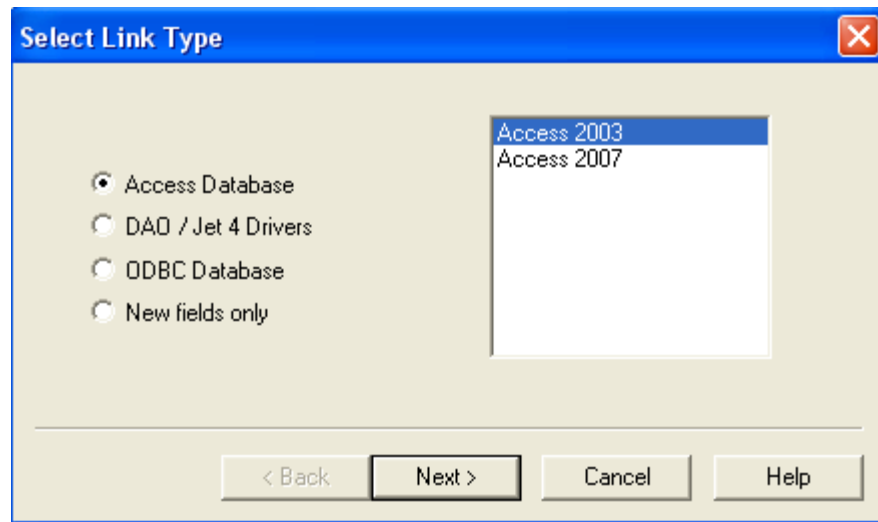 Select Link Type
Access Database
DAO / Jet 4 Drivers
ODBC Database
New fields only
Access 2003
Access 2007
< Back
Next >
Cancel
Help